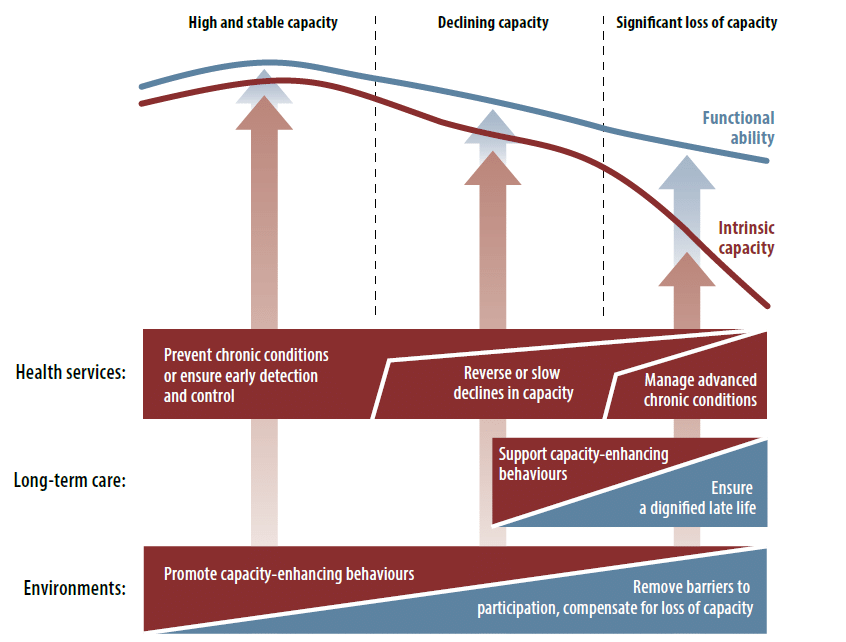 High and stable capacity
Declining capacity
Significant loss of capacity
Functional
ability
Intrinsic
capacity
Health services:
Prevent chronic conditions
or ensure early detection
and control
Reverse or slow
declines in capacity
Manage advanced
chronic conditions
Long-term care:
Support capacity-enhancing
behaviours
Ensure
a dignified late life
Environments:
Promote capacity-enhancing behaviours
Remove barriers to
participation, compensate for loss of capacity